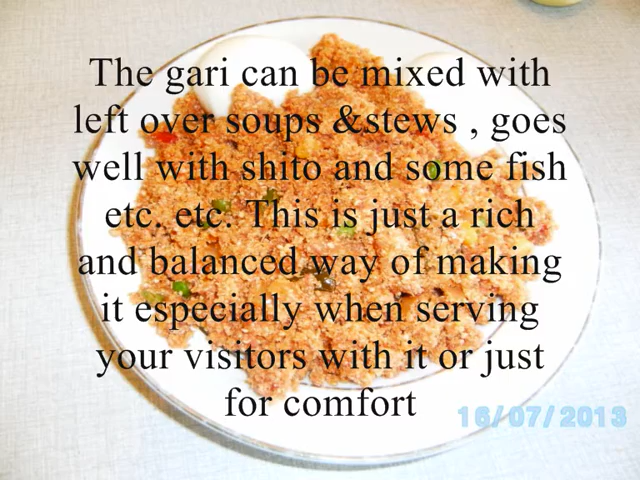 The gari can be mixed with
left over soups &stews , goes
well with shito and some fish
etc. etc. This is just a rich
and balanced way of making
it especially when serving
your visitors with it or just
for comfort
16/07/2013